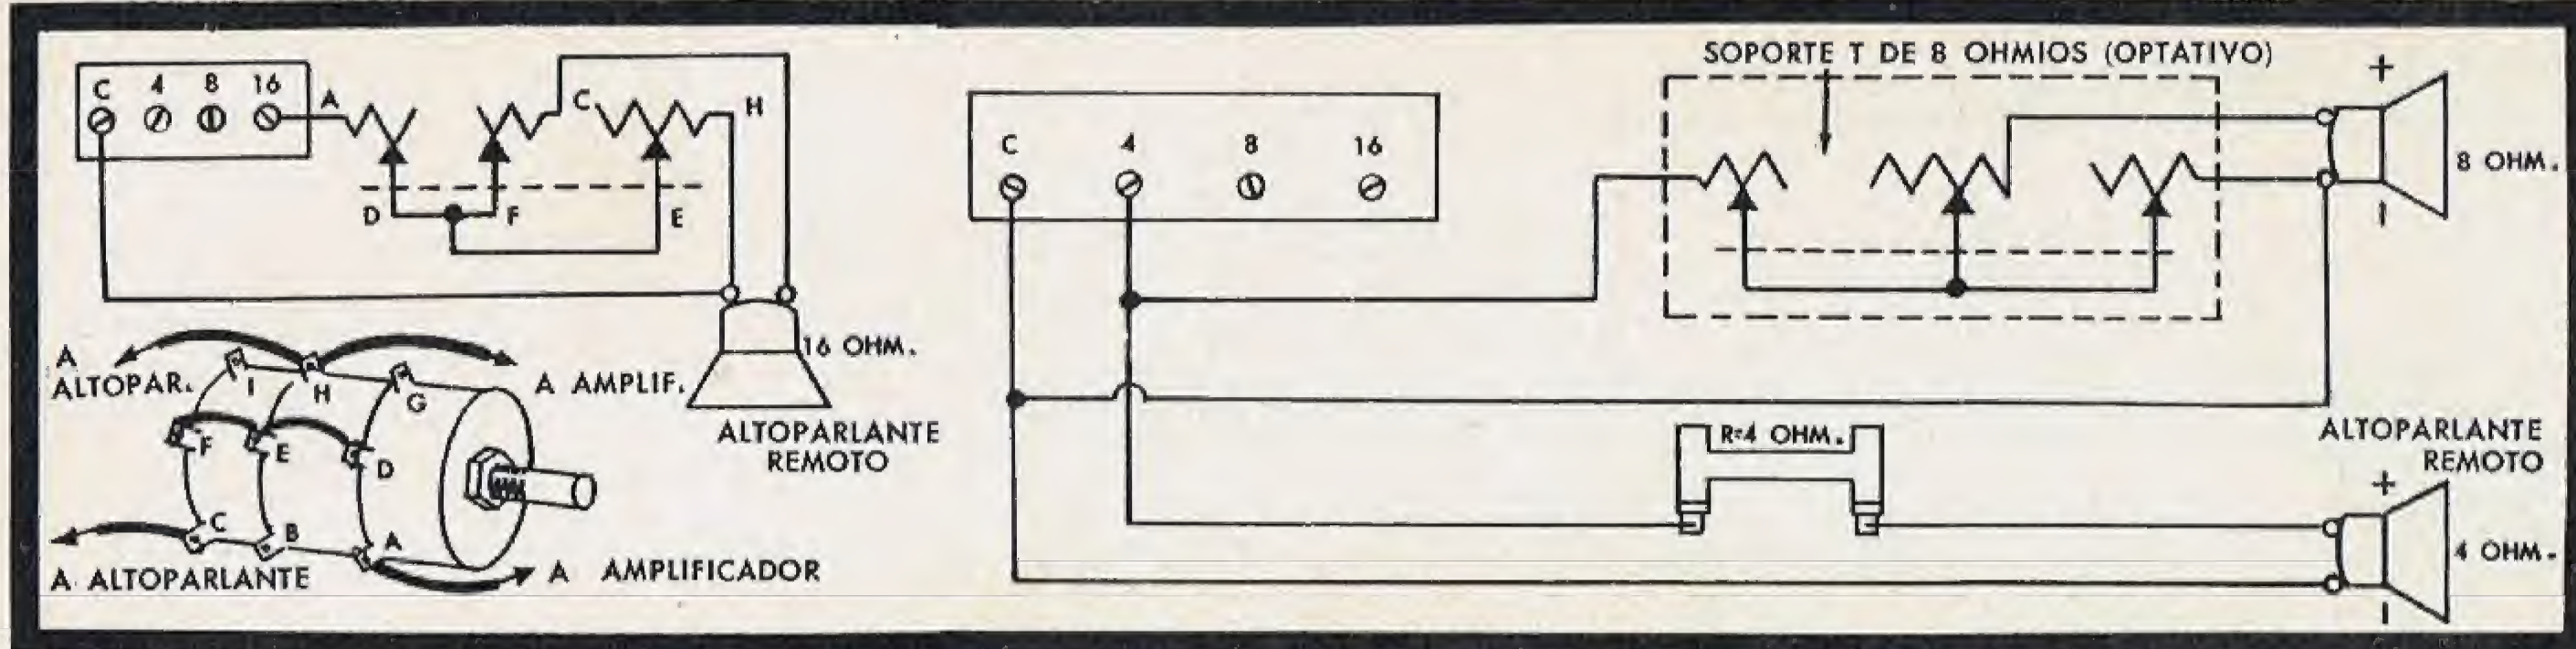 C 4 8 16
A
C
H
D
F
E
16 OHM.
ALTOPARLANTE
REMOTO
A
ALTOPAR.
A AMPLIF.
I
H
G
F
E
D
C
B
A
A ALTOPARLANTE
A AMPLIFICADOR
SOPORTE T DE 8 OHMIOS (OPTATIVO)
C 4 8 16
+
8 OHM.
-
R=4 OHM.
ALTOPARLANTE
REMOTO
+
4 OHM.
-